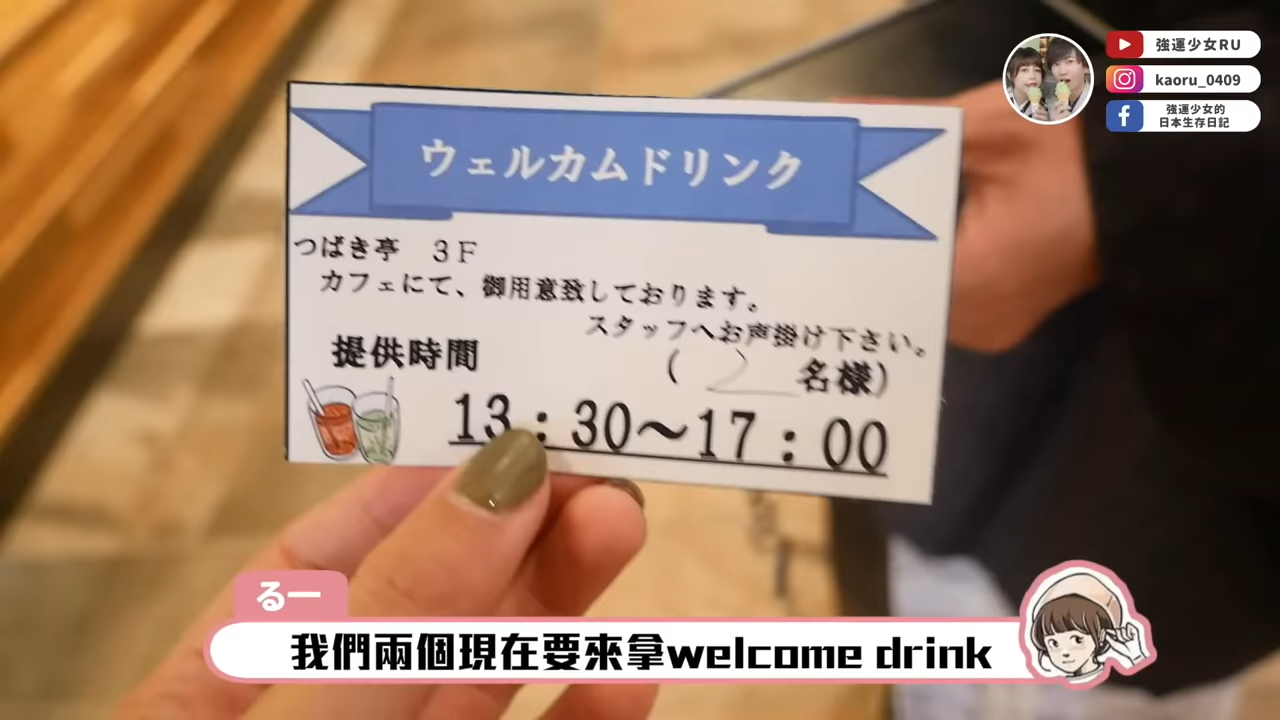 強運少女RU
kaoru_0409
強運少女的
日本生存日記
ウェルカムドリンク
つばき亭 3F
カフェにて、御用意致しております。
スタッフへお声掛け下さい。
提供時間
( 2 名様)
13:30~17:00
るー
我們兩個現在要來拿welcome drink